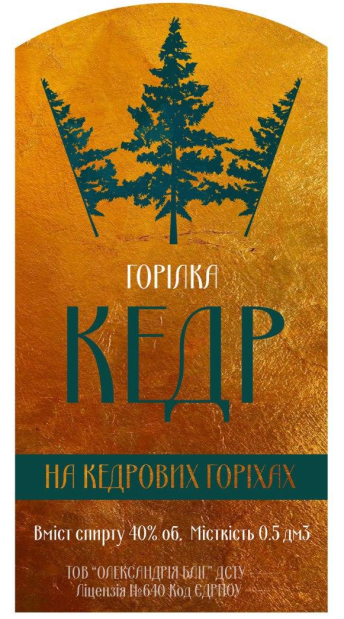 ГОРІЛКА
КЕДР
НА КЕДРОВИХ ГОРІХАХ
Вміст спирту 40% об. Місткість 0.5 дм3
ТОВ "ОЛЕКСАНДРІЯ БЛІГ" ДСТУ
Ліцензія №640 Код ЄДРПОУ